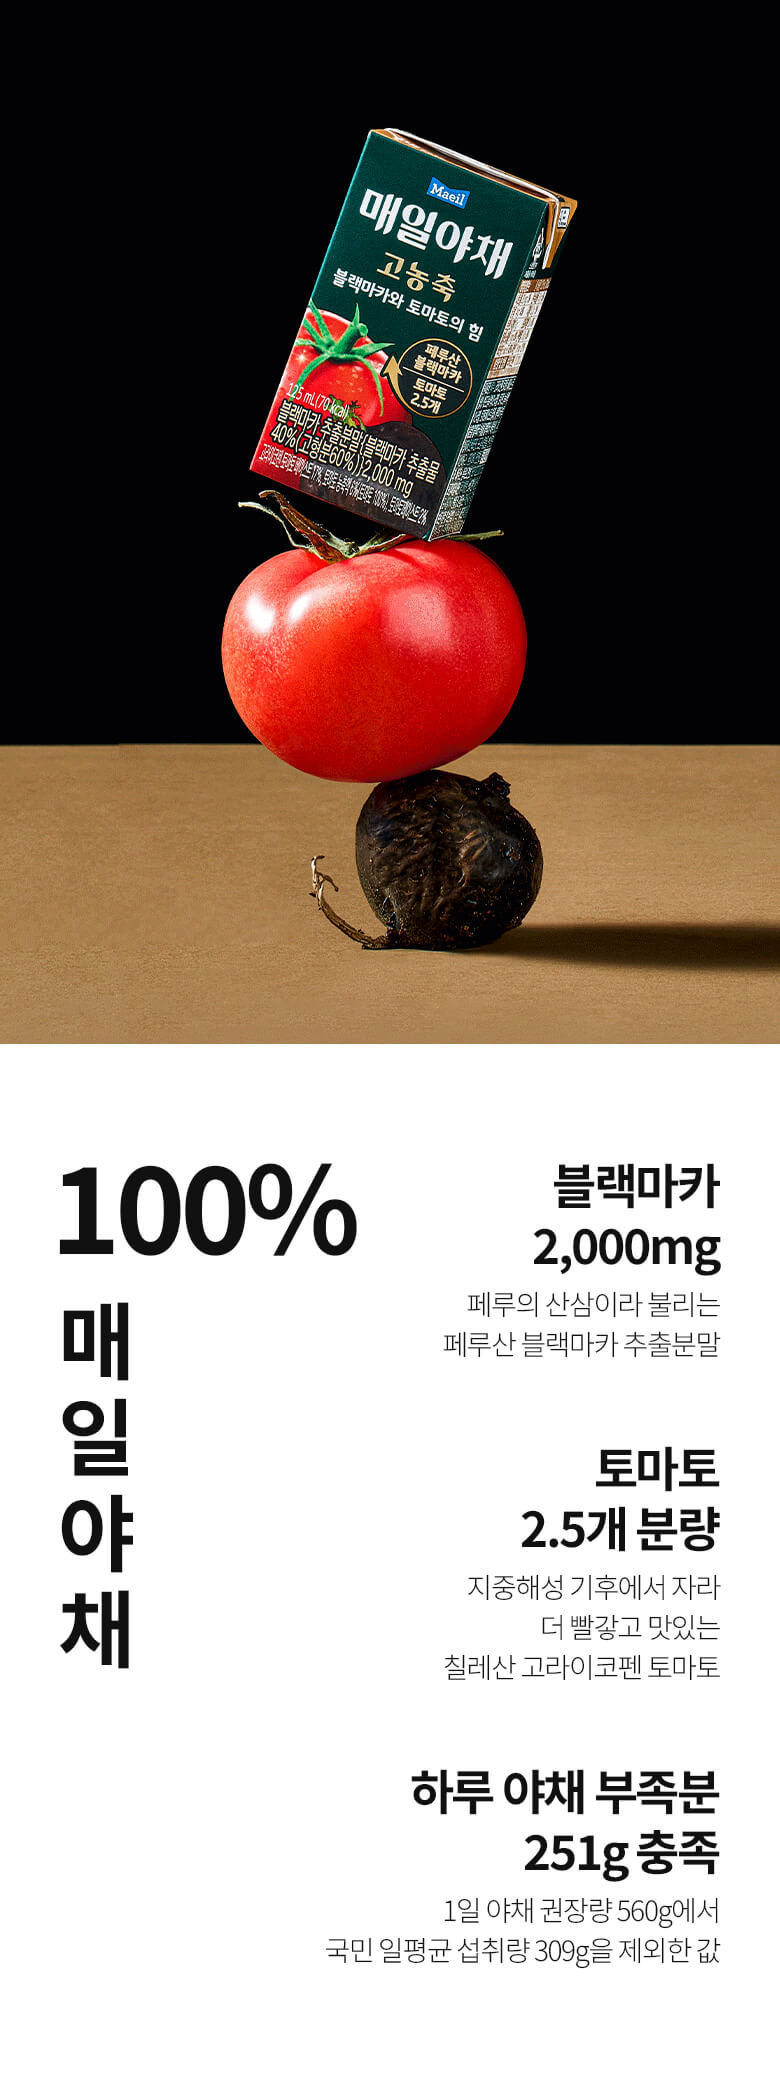 Maeil
매일야채
고농축
블랙마카와 토마토의 힘
페루산
블랙마카
토마토
2.5개
125 mL(70 kcal)
블랙마카 추출분말(블랙마카 추출물
40%(고형분60%))2,000 mg
100%
매
일
야
채
블랙마카
2,000mg
페루의 산삼이라 불리는
페루산 블랙마카 추출분말
토마토
2.5개 분량
지중해성 기후에서 자라
더 빨갛고 맛있는
칠레산 고라이코펜 토마토
하루 야채 부족분
251g 충족
1일 야채 권장량 560g에서
국민 일평균 섭취량 309g을 제외한 값